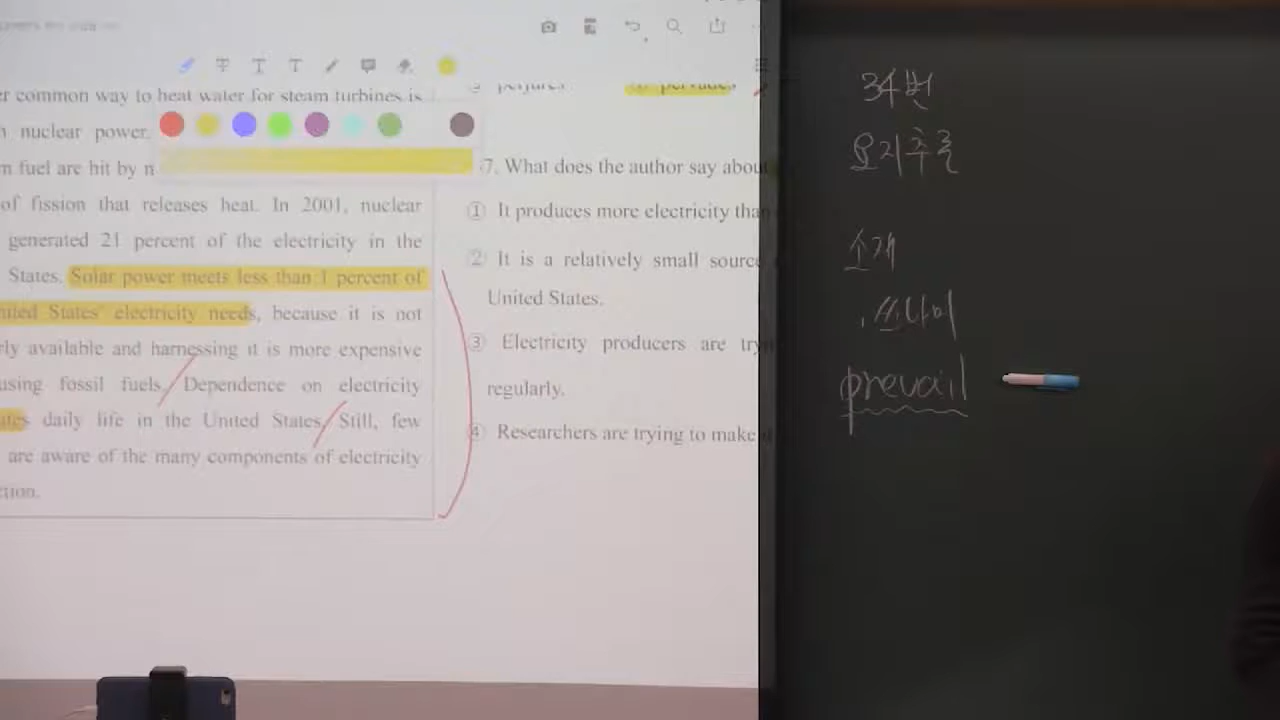 er common way to heat water for steam turbines is
nuclear power.
m fuel are hit by n
of fission that releases heat. In 2001, nuclear
generated 21 percent of the electricity in the
States. Solar power meets less than 1 percent of
nited States' electricity needs, because it is not
rly available and harnessing it is more expensive
using fossil fuels. Dependence on electricity
ates daily life in the United States. Still, few
are aware of the many components of electricity
ction.
pervades
7. What does the author say about
① It produces more electricity than
② It is a relatively small source
United States.
③ Electricity producers are try
regularly.
④ Researchers are trying to make
34번
요지추론
소재
쓰나미
prevail